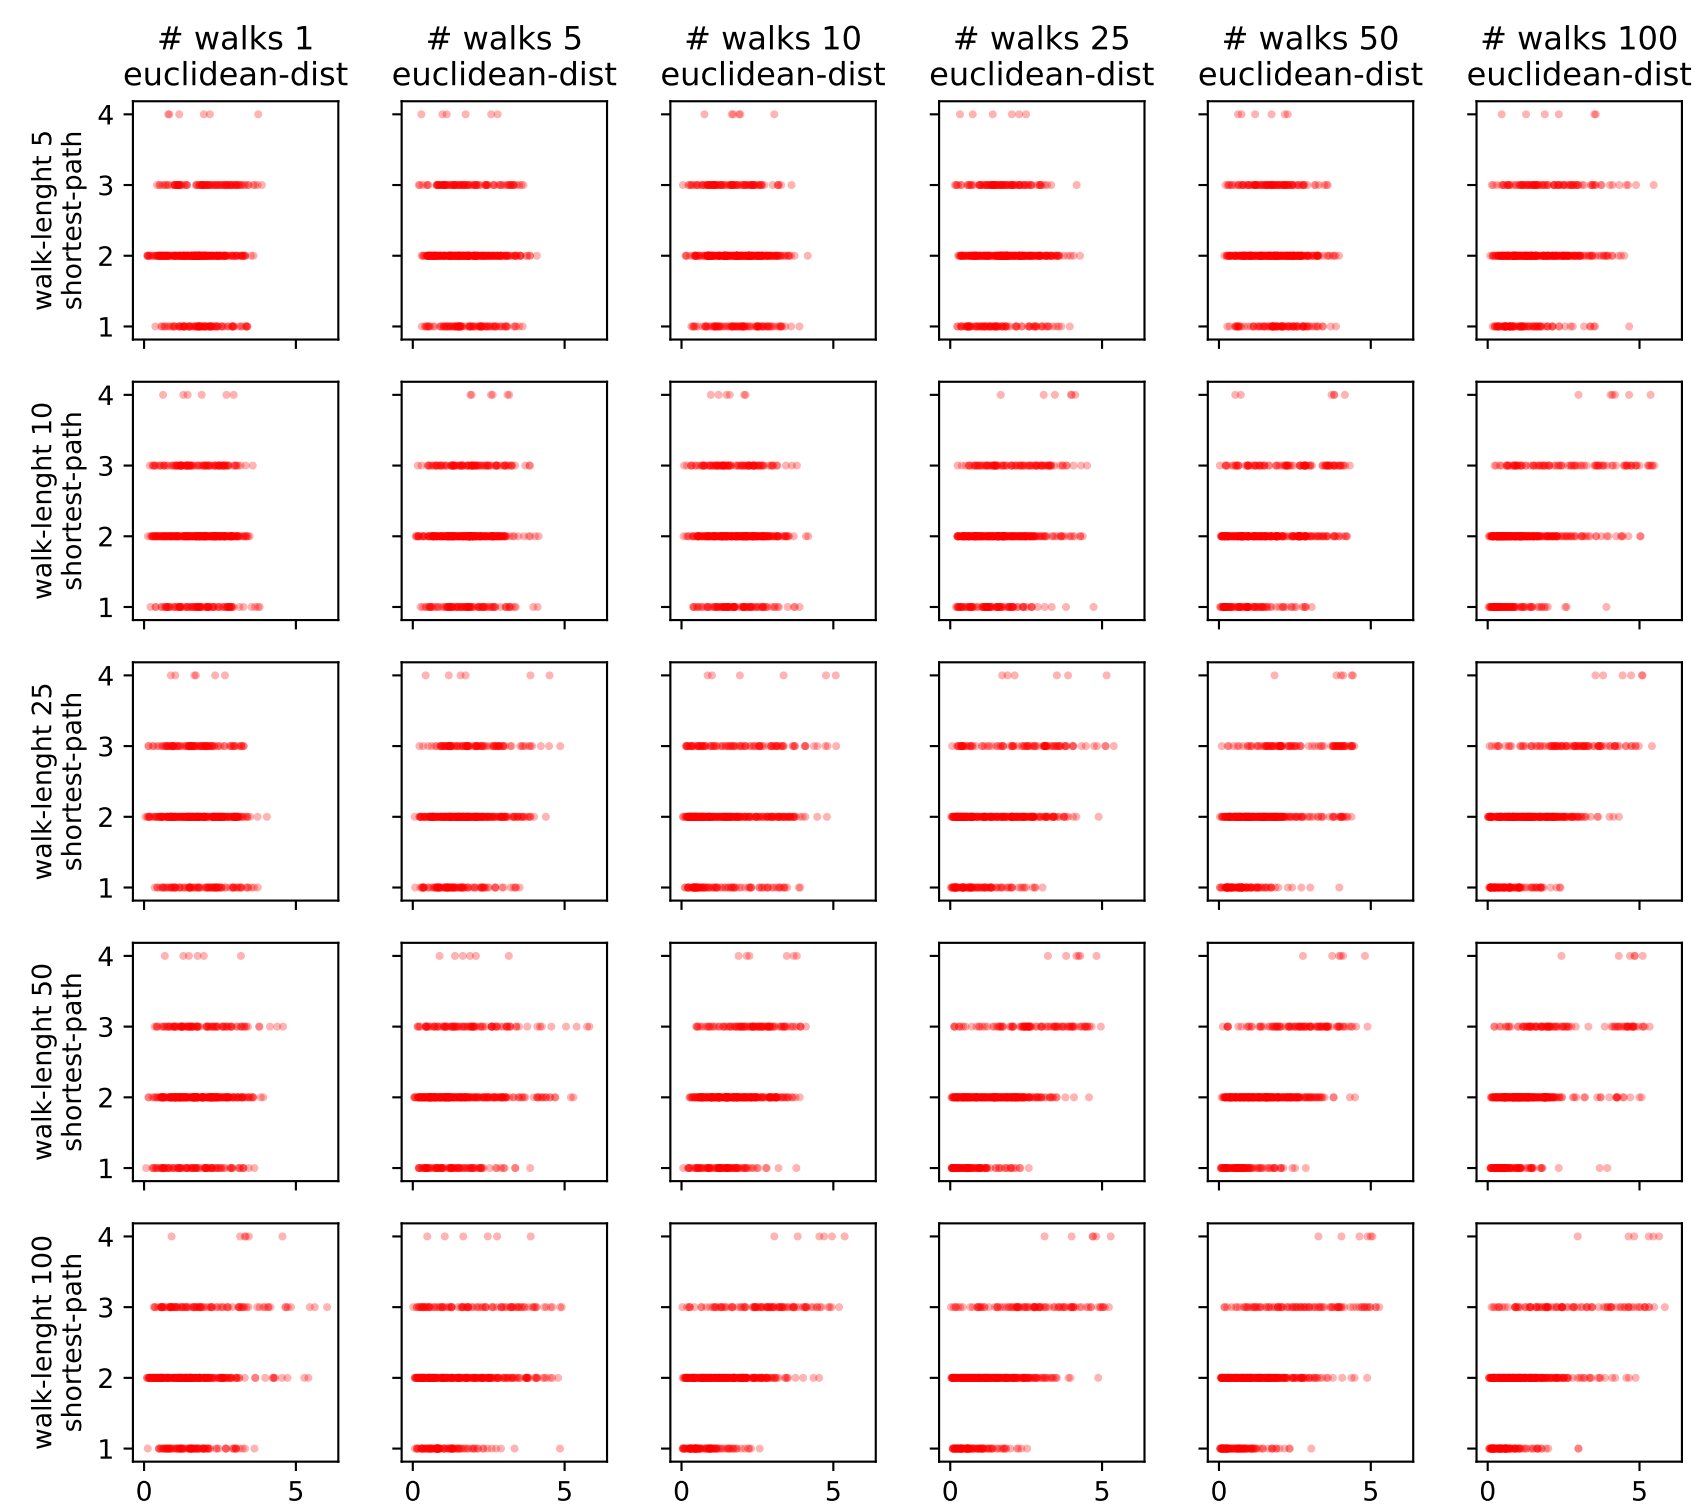 # walks 1
euclidean-dist
# walks 5
euclidean-dist
# walks 10
euclidean-dist
# walks 25
euclidean-dist
# walks 50
euclidean-dist
# walks 100
euclidean-dist
walk-lenght 5
shortest-path
4
3
2
1
0
5
0
5
0
5
0
5
0
5
0
5
walk-lenght 10
shortest-path
4
3
2
1
walk-lenght 25
shortest-path
4
3
2
1
walk-lenght 50
shortest-path
4
3
2
1
walk-lenght 100
shortest-path
4
3
2
1